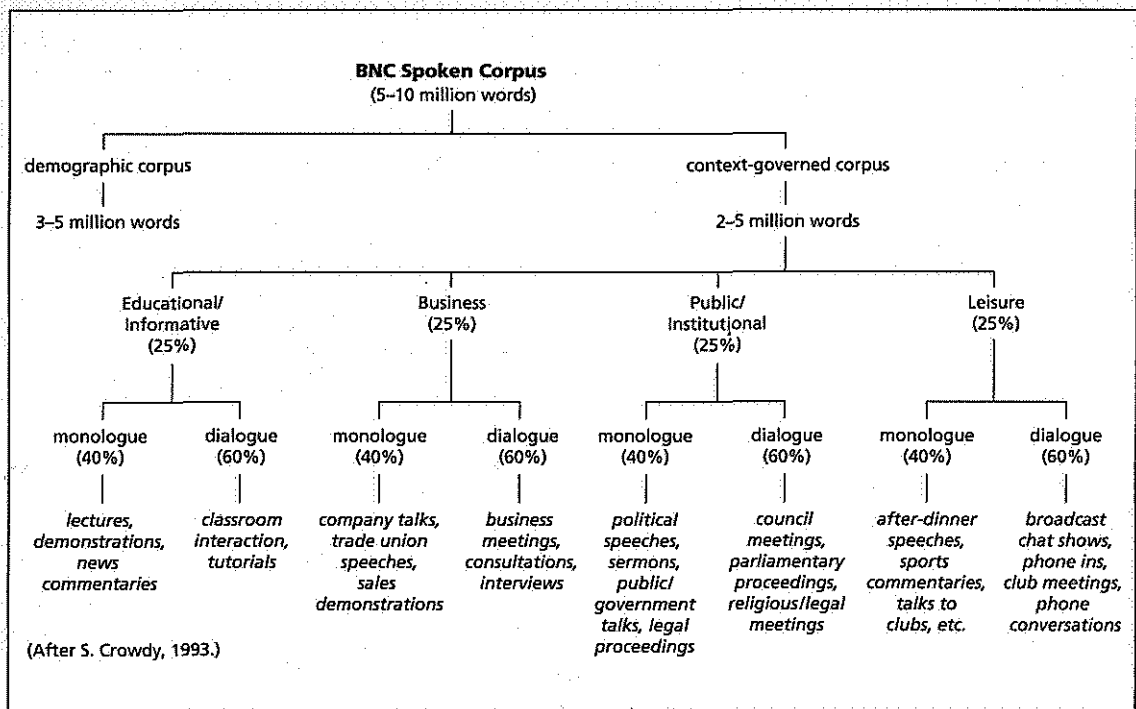 BNC Spoken Corpus
(5–10 million words)
demographic corpus
context-governed corpus
3–5 million words
2–5 million words
Educational/
Informative
(25%)
Business
(25%)
Public/
Institutional
(25%)
Leisure
(25%)
monologue
(40%)
dialogue
(60%)
monologue
(40%)
dialogue
(60%)
monologue
(40%)
dialogue
(60%)
monologue
(40%)
dialogue
(60%)
lectures,
demonstrations,
news
commentaries
classroom
interaction,
tutorials
company talks,
trade union
speeches,
sales
demonstrations
business
meetings,
consultations,
interviews
political
speeches,
sermons,
public/
government
talks, legal
proceedings
council
meetings,
parliamentary
proceedings,
religious/legal
meetings
after-dinner
speeches,
sports
commentaries,
talks to
clubs, etc.
broadcast
chat shows,
phone ins,
club meetings,
phone
conversations
(After S. Crowdy, 1993.)